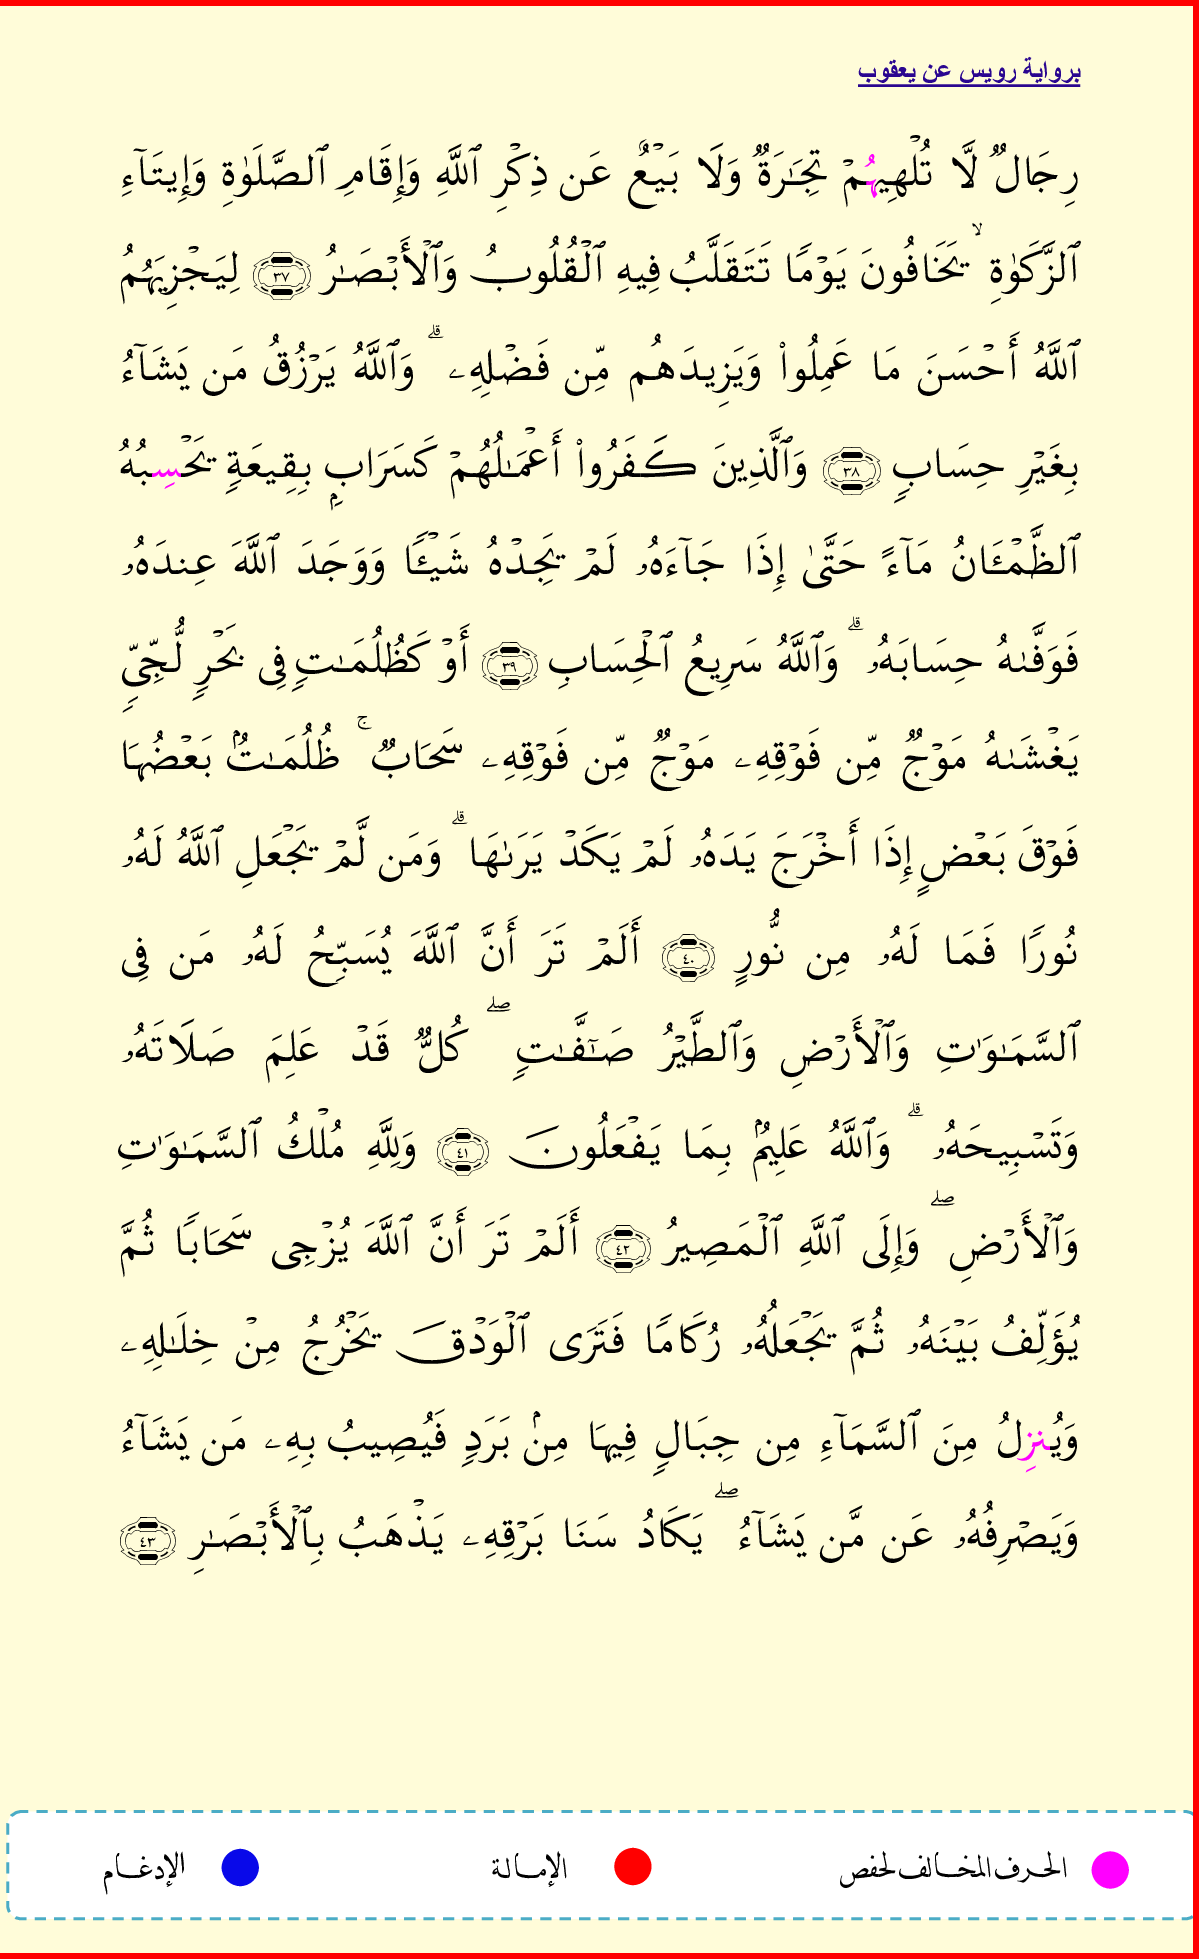 برواية رويس عن يعقوب
رِجَالٞ لَّا تُلۡهِيهُمۡ تِجَٰرَةٞ وَلَا بَيۡعٌ عَن ذِكۡرِ ٱللَّهِ وَإِقَامِ ٱلصَّلَوٰةِ وَإِيتَآءِ
ٱلزَّكَوٰةِ ۙ يَخَافُونَ يَوۡمٗا تَتَقَلَّبُ فِيهِ ٱلۡقُلُوبُ وَٱلۡأَبۡصَٰرُ ٣٧ لِيَجۡزِيَهُمُ
ٱللَّهُ أَحۡسَنَ مَا عَمِلُواْ وَيَزِيدَهُم مِّن فَضۡلِهِۦ ۗ وَٱللَّهُ يَرۡزُقُ مَن يَشَآءُ
بِغَيۡرِ حِسَابٖ ٣٨ وَٱلَّذِينَ كَفَرُوٓاْ أَعۡمَٰلُهُمۡ كَسَرَابِۭ بِقِيعَةٖ يَحۡسِبُهُ
ٱلظَّمۡـَٔانُ مَآءً حَتَّىٰ إِذَا جَآءَهُۥ لَمۡ يَجِدۡهُ شَيۡـٔٗا وَوَجَدَ ٱللَّهَ عِندَهُۥ
فَوَفَّىٰهُ حِسَابَهُۥ ۗ وَٱللَّهُ سَرِيعُ ٱلۡحِسَابِ ٣٩ أَوۡ كَظُلُمَٰتٖ فِي بَحۡرٖ لُّجِّيّٖ
يَغۡشَىٰهُ مَوۡجٞ مِّن فَوۡقِهِۦ مَوۡجٞ مِّن فَوۡقِهِۦ سَحَابٞ ۚ ظُلُمَٰتُۢ بَعۡضُهَا
فَوۡقَ بَعۡضٍ إِذَآ أَخۡرَجَ يَدَهُۥ لَمۡ يَكَدۡ يَرَىٰهَا ۗ وَمَن لَّمۡ يَجۡعَلِ ٱللَّهُ لَهُۥ
نُورٗا فَمَا لَهُۥ مِن نُّورٍ ٤٠ أَلَمۡ تَرَ أَنَّ ٱللَّهَ يُسَبِّحُ لَهُۥ مَن فِي
ٱلسَّمَٰوَٰتِ وَٱلۡأَرۡضِ وَٱلطَّيۡرُ صَٰٓفَّٰتٖ ۖ كُلّٞ قَدۡ عَلِمَ صَلَاتَهُۥ
وَتَسۡبِيحَهُۥ ۗ وَٱللَّهُ عَلِيمُۢ بِمَا يَفۡعَلُونَ ٤١ وَلِلَّهِ مُلۡكُ ٱلسَّمَٰوَٰتِ
وَٱلۡأَرۡضِ ۖ وَإِلَى ٱللَّهِ ٱلۡمَصِيرُ ٤٢ أَلَمۡ تَرَ أَنَّ ٱللَّهَ يُزۡجِي سَحَابٗا ثُمَّ
يُؤَلِّفُ بَيۡنَهُۥ ثُمَّ يَجۡعَلُهُۥ رُكَامٗا فَتَرَى ٱلۡوَدۡقَ يَخۡرُجُ مِنۡ خِلَٰلِهِۦ
وَيُنزِلُ مِنَ ٱلسَّمَآءِ مِن جِبَالٖ فِيهَا مِنۢ بَرَدٖ فَيُصِيبُ بِهِۦ مَن يَشَآءُ
وَيَصۡرِفُهُۥ عَن مَّن يَشَآءُ ۖ يَكَادُ سَنَا بَرۡقِهِۦ يَذۡهَبُ بِٱلۡأَبۡصَٰرِ ٤٣
الحرف المخالف لحفص الإمالة الإدغام